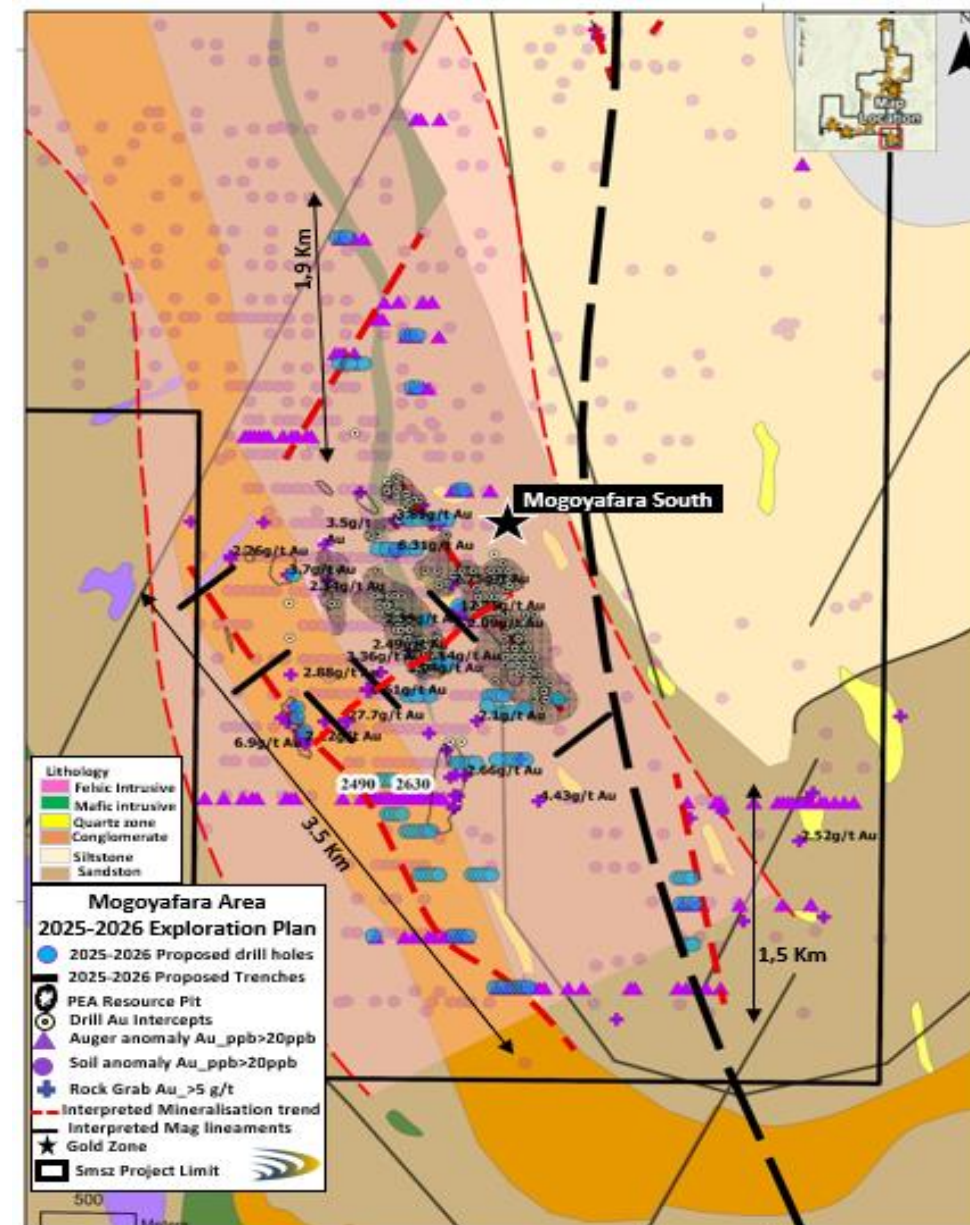 Map
Location
1,9 Km
Mogoyafara South
3.5g/t
Au
6.31g/t Au
2.26g/t Au
3.7g/t Au
2.09g/t Au
2.88g/t
27.7g/t Au
2.1g/t Au
6.9g/t Au
2.66g/t Au
2490
2630
4.43g/t Au
2.52g/t Au
3.5 Km
1,5 Km
Lithology
Felsic Intrusive
Mafic intrusive
Quartz zone
Conglomerate
Siltstone
Sandston
Mogoyafara Area
2025-2026 Exploration Plan
2025-2026 Proposed drill holes
2025-2026 Proposed Trenches
PEA Resource Pit
Drill Au Intercepts
Auger anomaly Au_ppb>20ppb
Soil anomaly Au_ppb>20ppb
Rock Grab Au_>5 g/t
Interpreted Mineralisation trend
Interpreted Mag lineaments
Gold Zone
Smsz Project Limit
500